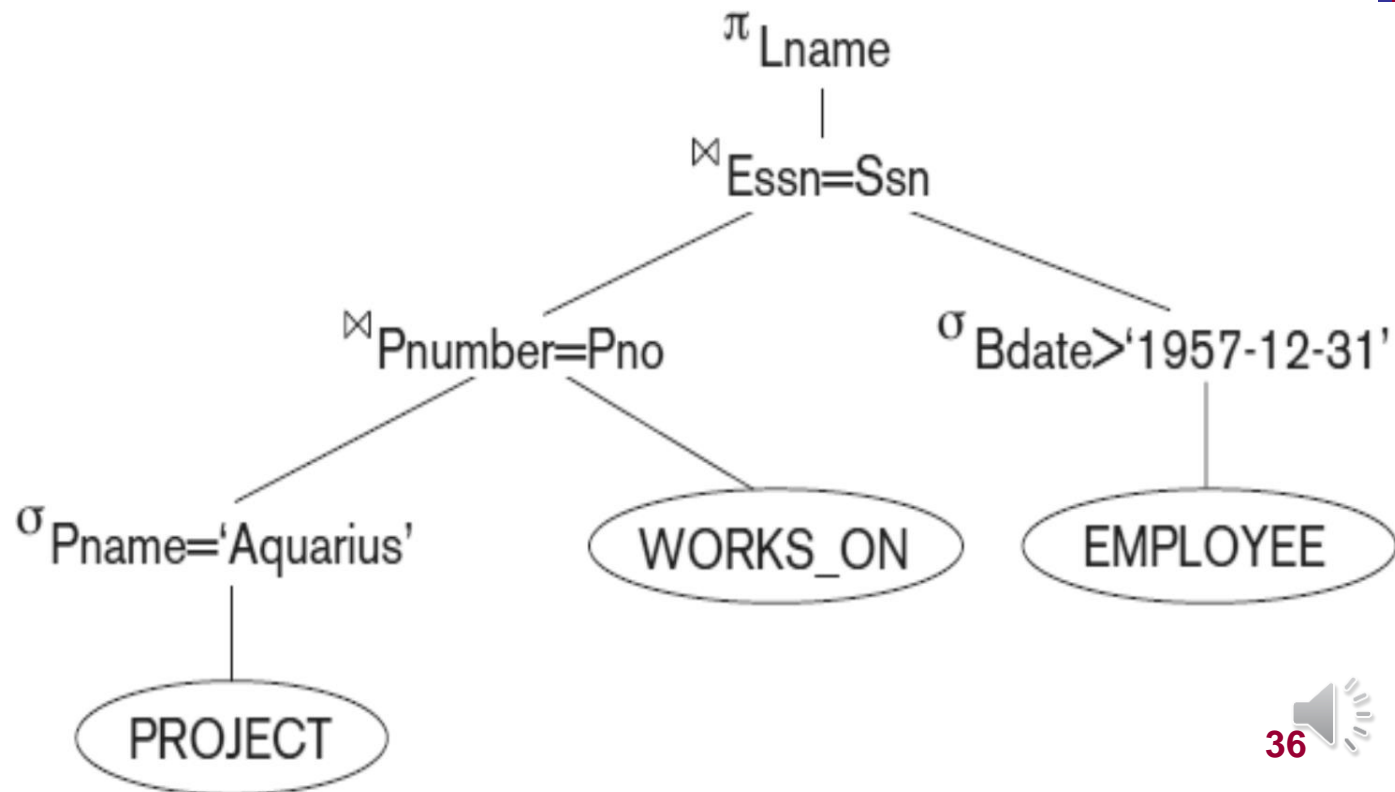 π Lname
⋈ Essn=Ssn
⋈ Pnumber=Pno
σ Bdate>‘1957-12-31’
σ Pname=‘Aquarius’
WORKS_ON
EMPLOYEE
PROJECT
36